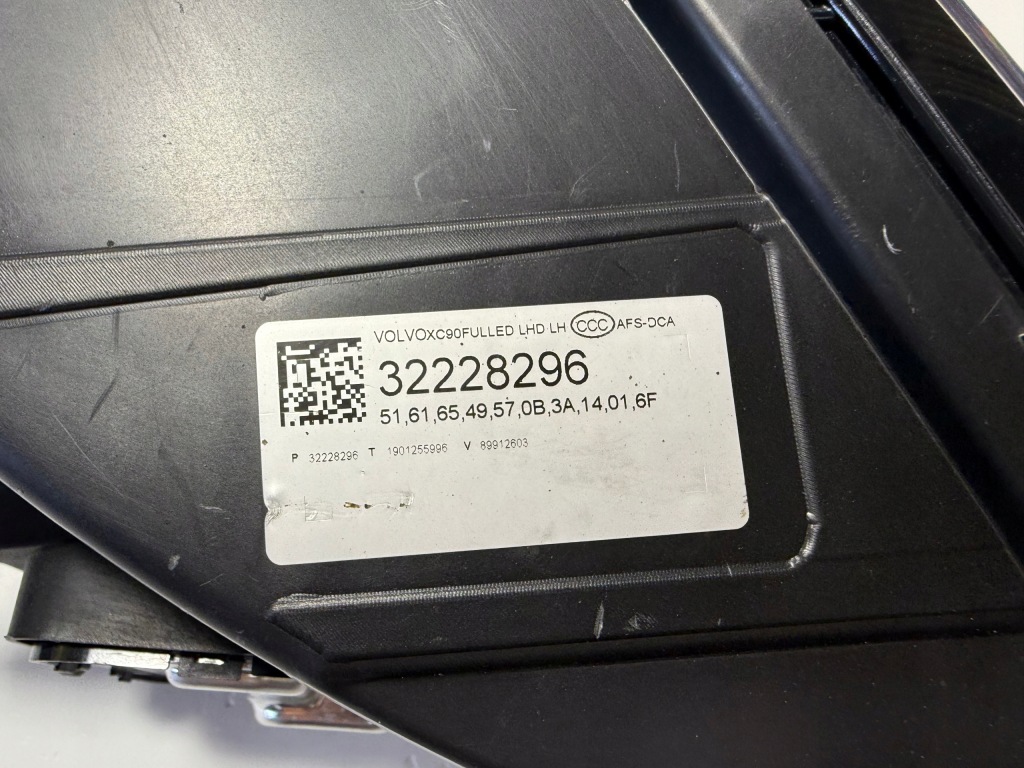 VOLVOXC90FULLED LHD LH CCC AFS-DCA
32228296
51,61,65,49,57,0B,3A,14,01,6F
P 32228296 T 1901255996 V 89912603